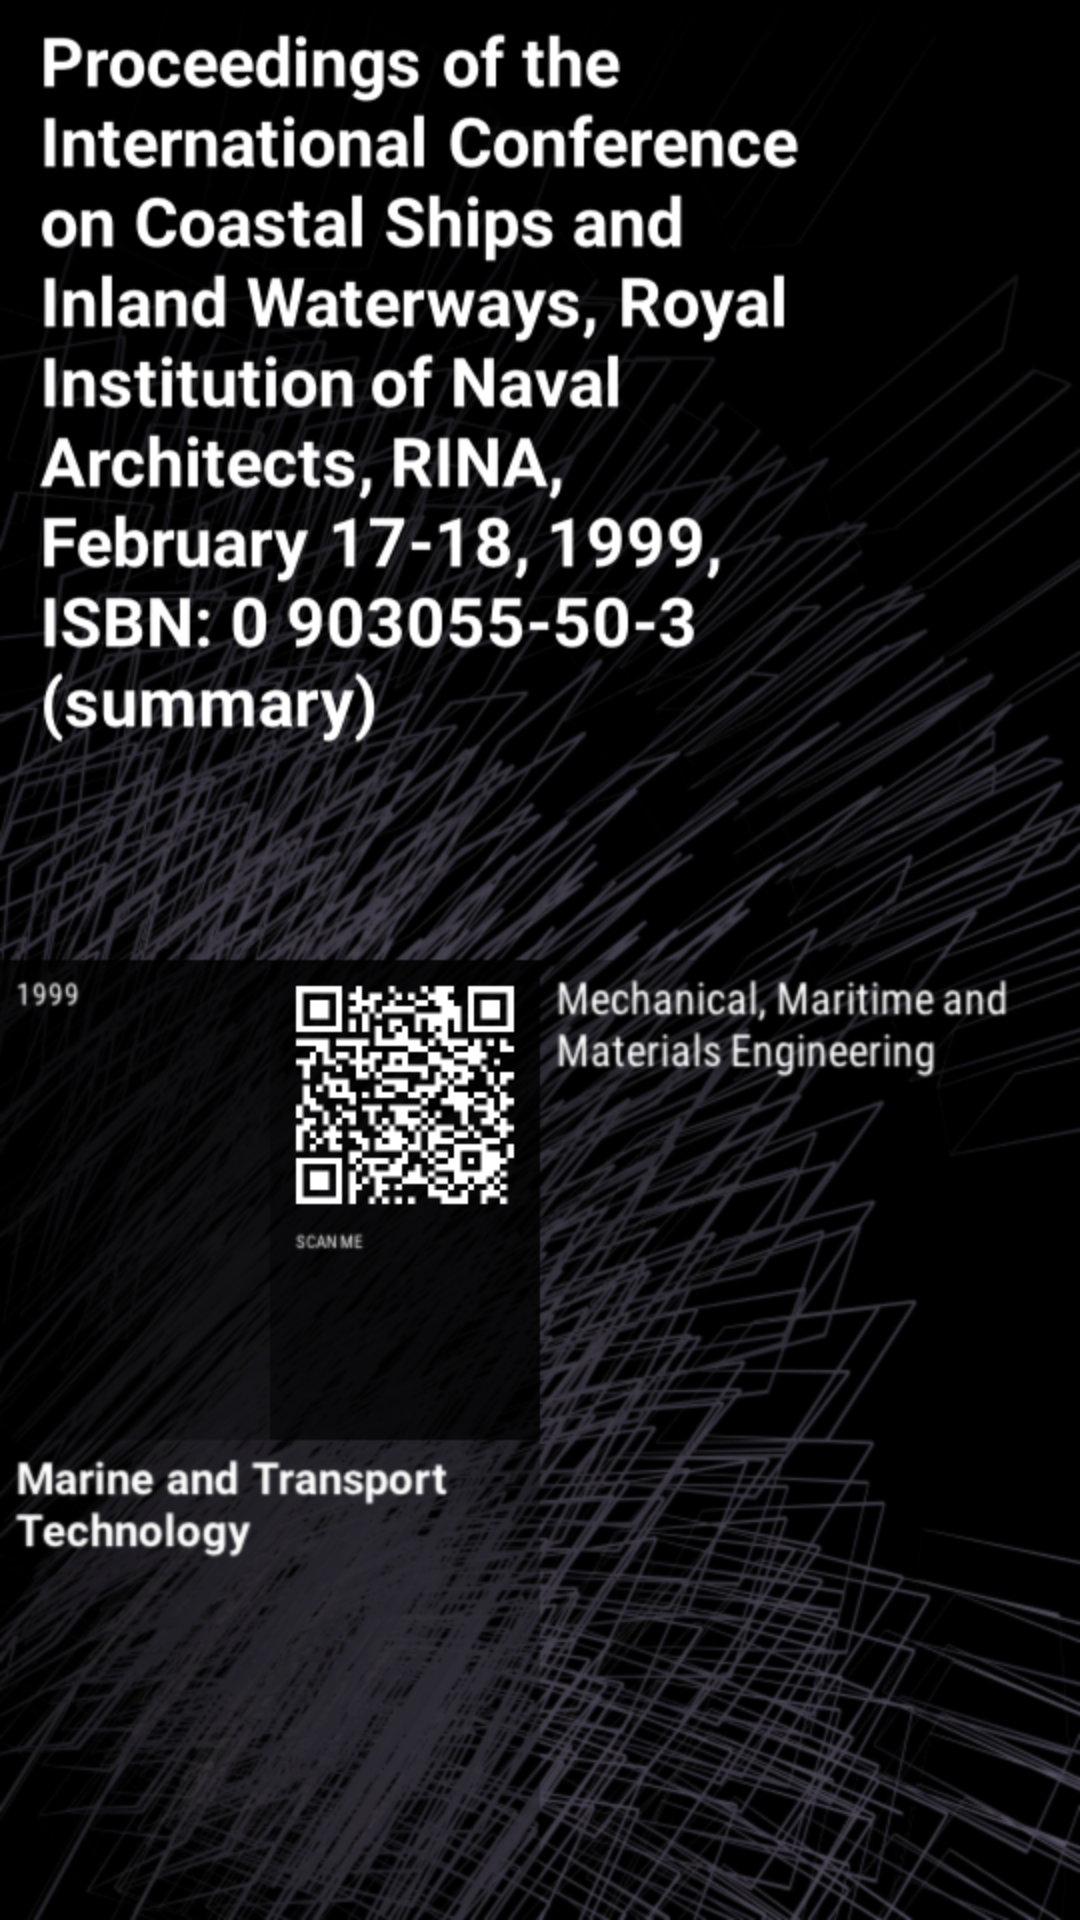 Proceedings of the
International Conference
on Coastal Ships and
Inland Waterways, Royal
Institution of Naval
Architects, RINA,
February 17-18, 1999,
ISBN: 0 903055-50-3
(summary)
1999
SCAN ME
Mechanical, Maritime and
Materials Engineering
Marine and Transport
Technology